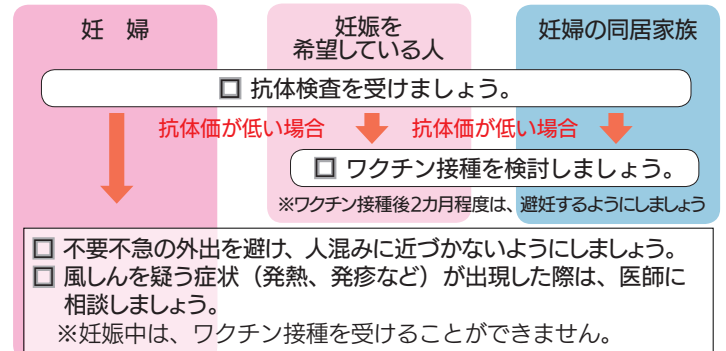 妊 婦
妊娠を
希望している人
妊婦の同居家族
□ 抗体検査を受けましょう。
抗体価が低い場合
抗体価が低い場合
□ ワクチン接種を検討しましょう。
※ワクチン接種後2カ月程度は、避妊するようにしましょう
□ 不要不急の外出を避け、人混みに近づかないようにしましょう。
□ 風しんを疑う症状（発熱、発疹など）が出現した際は、医師に
相談しましょう。
※妊娠中は、ワクチン接種を受けることができません。